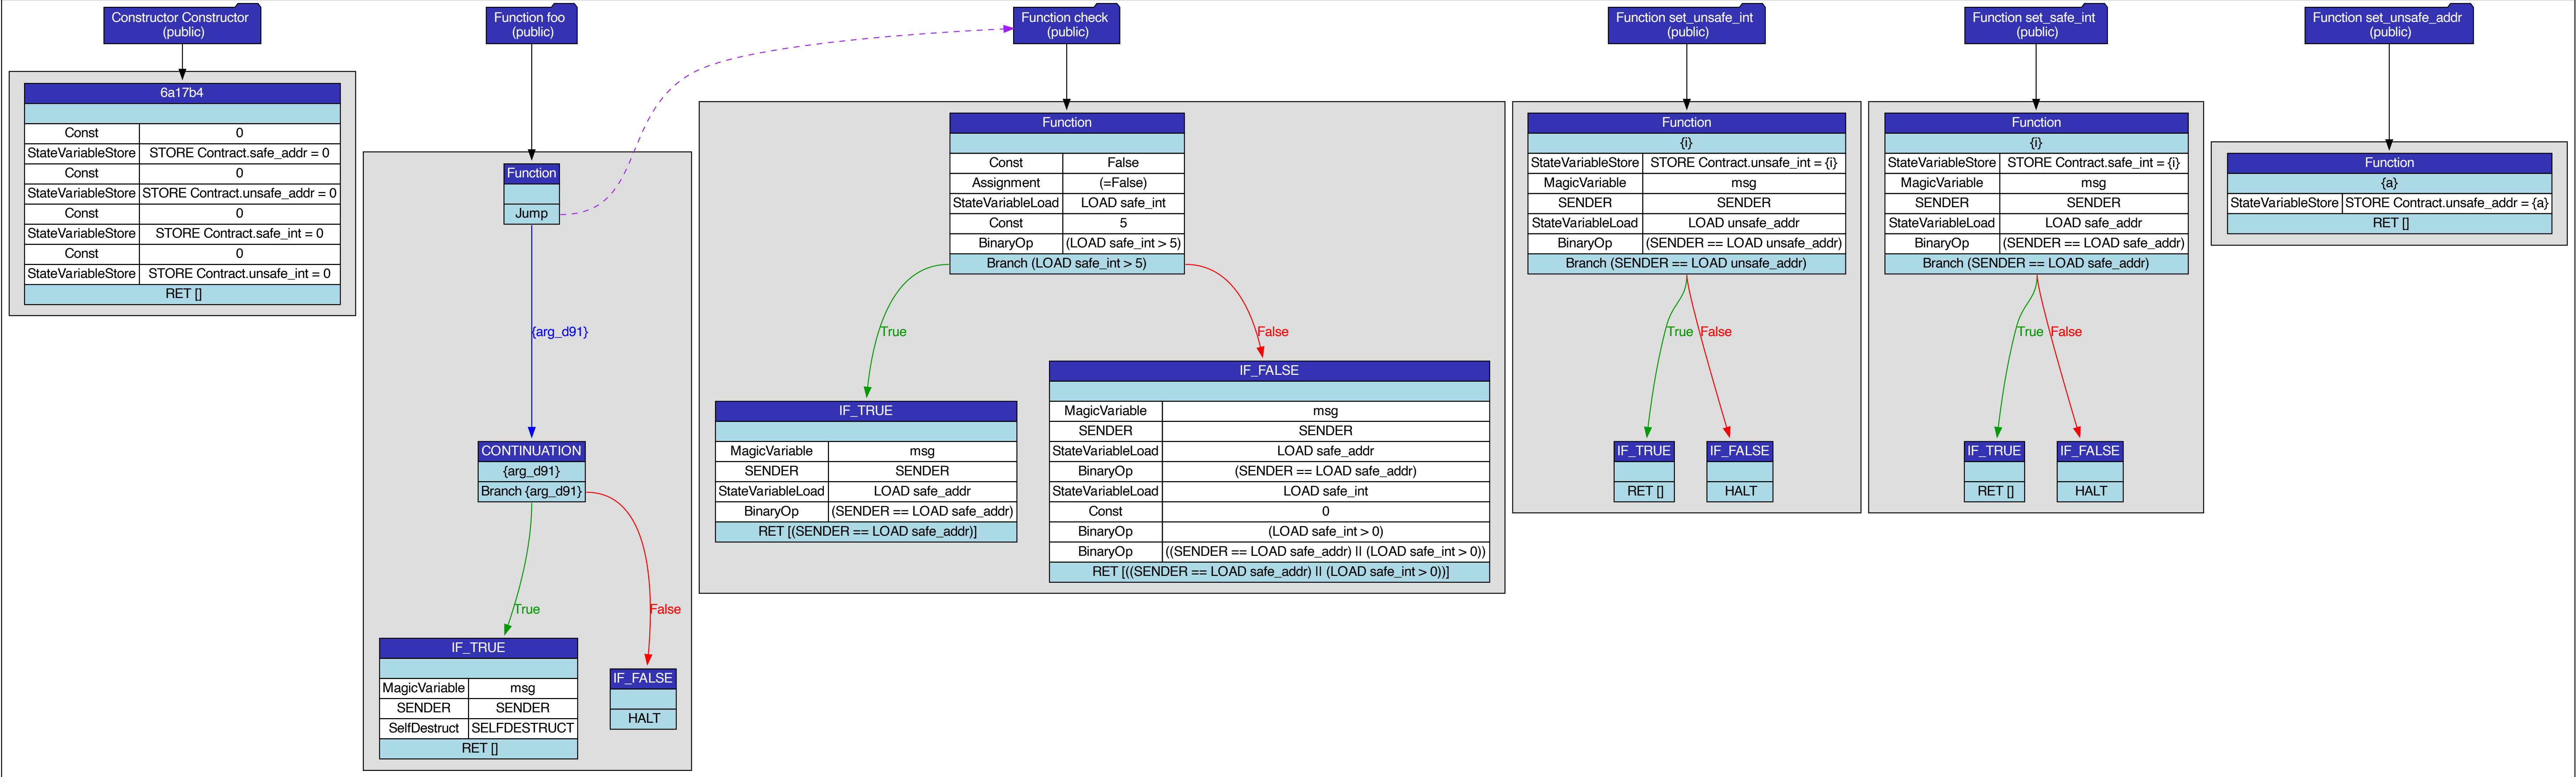 Constructor Constructor
(public)
6a17b4
Const 0
StateVariableStore STORE Contract.safe_addr = 0
Const 0
StateVariableStore STORE Contract.unsafe_addr = 0
Const 0
StateVariableStore STORE Contract.safe_int = 0
Const 0
StateVariableStore STORE Contract.unsafe_int = 0
RET []
Function foo
(public)
Function
Jump
{arg_d91}
CONTINUATION
{arg_d91}
Branch {arg_d91}
True
False
IF_TRUE
MagicVariable msg
SENDER SENDER
SelfDestruct SELFDESTRUCT
RET []
IF_FALSE
HALT
Function check
(public)
Function
Const False
Assignment (=False)
StateVariableLoad LOAD safe_int
Const 5
BinaryOp (LOAD safe_int > 5)
Branch (LOAD safe_int > 5)
True
False
IF_TRUE
MagicVariable msg
SENDER SENDER
StateVariableLoad LOAD safe_addr
BinaryOp (SENDER == LOAD safe_addr)
RET [(SENDER == LOAD safe_addr)]
IF_FALSE
MagicVariable msg
SENDER SENDER
StateVariableLoad LOAD safe_addr
BinaryOp (SENDER == LOAD safe_addr)
StateVariableLoad LOAD safe_int
Const 0
BinaryOp (LOAD safe_int > 0)
BinaryOp ((SENDER == LOAD safe_addr) || (LOAD safe_int > 0))
RET [((SENDER == LOAD safe_addr) || (LOAD safe_int > 0))]
Function set_unsafe_int
(public)
Function
{i}
StateVariableStore STORE Contract.unsafe_int = {i}
MagicVariable msg
SENDER SENDER
StateVariableLoad LOAD unsafe_addr
BinaryOp (SENDER == LOAD unsafe_addr)
Branch (SENDER == LOAD unsafe_addr)
True
False
IF_TRUE
RET []
IF_FALSE
HALT
Function set_safe_int
(public)
Function
{i}
StateVariableStore STORE Contract.safe_int = {i}
MagicVariable msg
SENDER SENDER
StateVariableLoad LOAD safe_addr
BinaryOp (SENDER == LOAD safe_addr)
Branch (SENDER == LOAD safe_addr)
True
False
IF_TRUE
RET []
IF_FALSE
HALT
Function set_unsafe_addr
(public)
Function
{a}
StateVariableStore STORE Contract.unsafe_addr = {a}
RET []